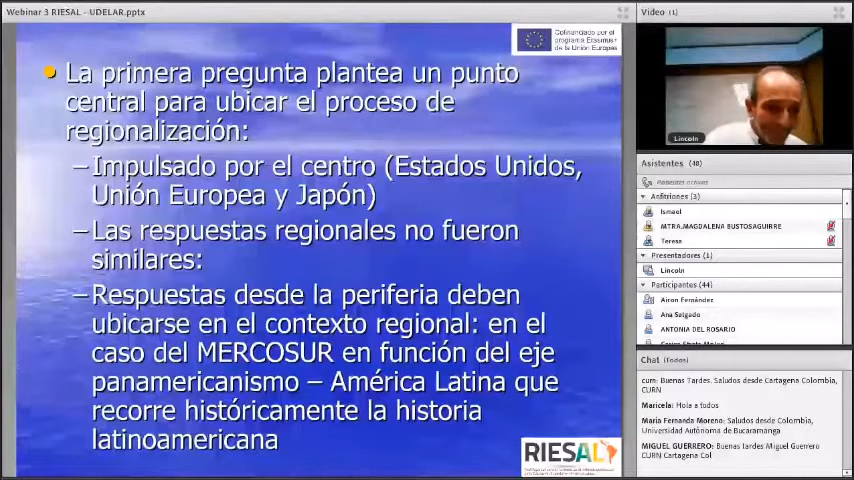 Webinar 3 RIESAL - UDELAR.pptx
Cofinanciado por el
programa Erasmus+
de la Unión Europea
La primera pregunta plantea un punto
central para ubicar el proceso de
regionalización:
–Impulsado por el centro (Estados Unidos,
Unión Europea y Japón)
–Las respuestas regionales no fueron
similares:
–Respuestas desde la periferia deben
ubicarse en el contexto regional: en el
caso del MERCOSUR en función del eje
panamericanismo – América Latina que
recorre históricamente la historia
latinoamericana
RIESAL
Video (1)
Lincoln
Asistentes (48)
Anfitriones (3)
Ismael
MTRA.MAGDALENA BUSTOSAGUIRRE
Teresa
Presentadores (1)
Lincoln
Participantes (44)
Airon Fernández
Ana Salgado
ANTONIA DEL ROSARIO
Chat (Todos)
curn: Buenas Tardes. Saludos desde Cartagena Colombia,
CURN
Maricela: Hola a todos
María Fernanda Moreno: Saludos desde Colombia,
Universidad Autónoma de Bucaramanga
MIGUEL GUERRERO: Buenas tardes Miguel Guerrero
CURN Cartagena Col